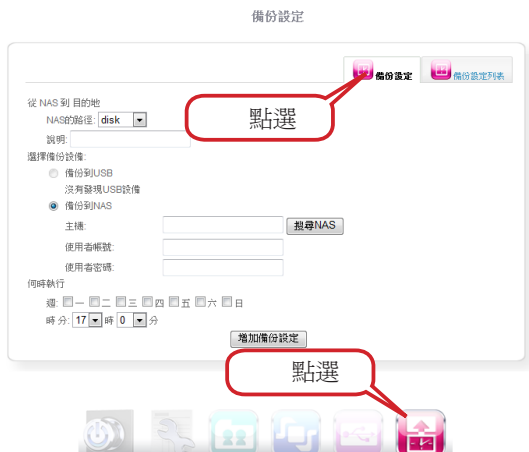 備份設定
備份設定 備份設定列表
從 NAS 到 目的地
NAS的路徑: disk
點選
說明:
選擇備份設備:
備份到USB
沒有發現USB設備
備份到NAS
主機: 搜尋NAS
使用者帳號:
使用者密碼:
何時執行
週: 一 二 三 四 五 六 日
時 分: 17 時 0 分
增加備份設定
點選